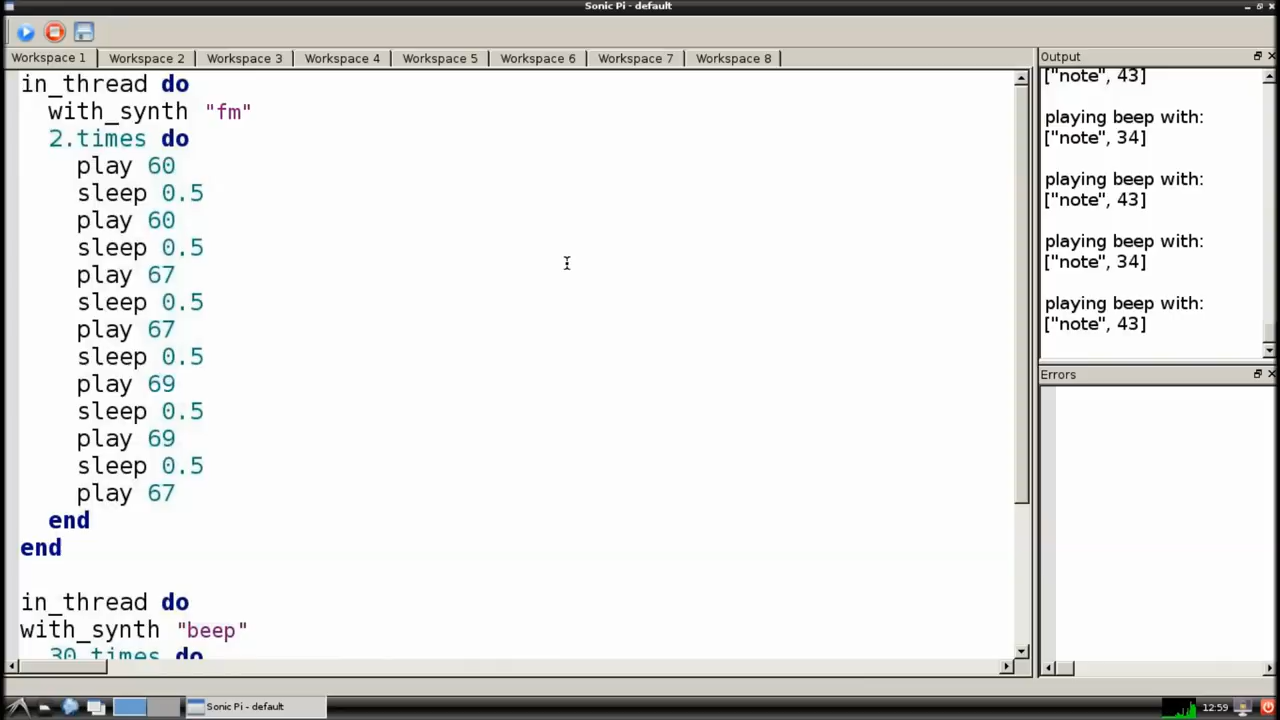 Sonic Pi - default
Workspace 1 Workspace 2 Workspace 3 Workspace 4 Workspace 5 Workspace 6 Workspace 7 Workspace 8
in_thread do
with_synth "fm"
2.times do
play 60
sleep 0.5
play 60
sleep 0.5
play 67
sleep 0.5
play 67
sleep 0.5
play 69
sleep 0.5
play 69
sleep 0.5
play 67
end
end
in_thread do
with_synth "beep"
30.times do
Output
["note", 43]
playing beep with:
["note", 34]
playing beep with:
["note", 43]
playing beep with:
["note", 34]
playing beep with:
["note", 43]
Errors
Sonic Pi - default
12:59